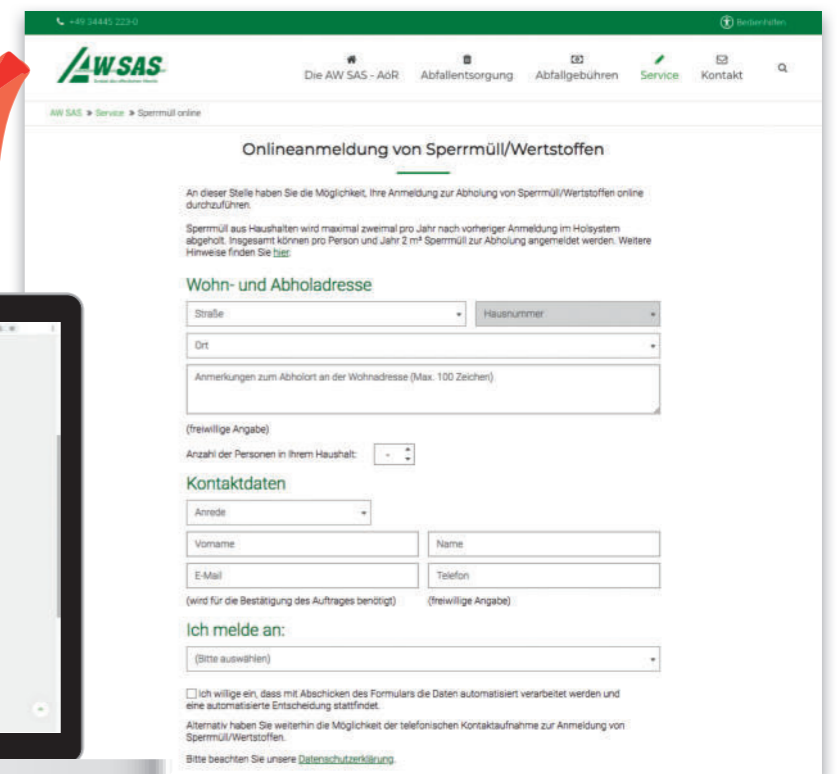 +49 34445 223-0
Bedienhilfen
AW SAS
Die AW SAS - AöR
Abfallentsorgung
Abfallgebühren
Service
Kontakt
AW SAS » Service » Sperrmüll online
Onlineanmeldung von Sperrmüll/Wertstoffen
An dieser Stelle haben Sie die Möglichkeit, Ihre Anmeldung zur Abholung von Sperrmüll/Wertstoffen online
durchzuführen.
Sperrmüll aus Haushalten wird maximal zweimal pro Jahr nach vorheriger Anmeldung im Holsystem
abgeholt. Insgesamt können pro Person und Jahr 2 m³ Sperrmüll zur Abholung angemeldet werden. Weitere
Hinweise finden Sie hier.
Wohn- und Abholadresse
Straße
Hausnummer
Ort
Anmerkungen zum Abholort an der Wohnadresse (Max. 100 Zeichen)
(freiwillige Angabe)
Anzahl der Personen in Ihrem Haushalt: -
Kontaktdaten
Anrede
Vorname
Name
E-Mail
Telefon
(wird für die Bestätigung des Auftrages benötigt)
(freiwillige Angabe)
Ich melde an:
(Bitte auswählen)
Ich willige ein, dass mit Abschicken des Formulars die Daten automatisiert verarbeitet werden und
eine automatisierte Entscheidung stattfindet.
Alternativ haben Sie weiterhin die Möglichkeit der telefonischen Kontaktaufnahme zur Anmeldung von
Sperrmüll/Wertstoffen.
Bitte beachten Sie unsere Datenschutzerklärung.